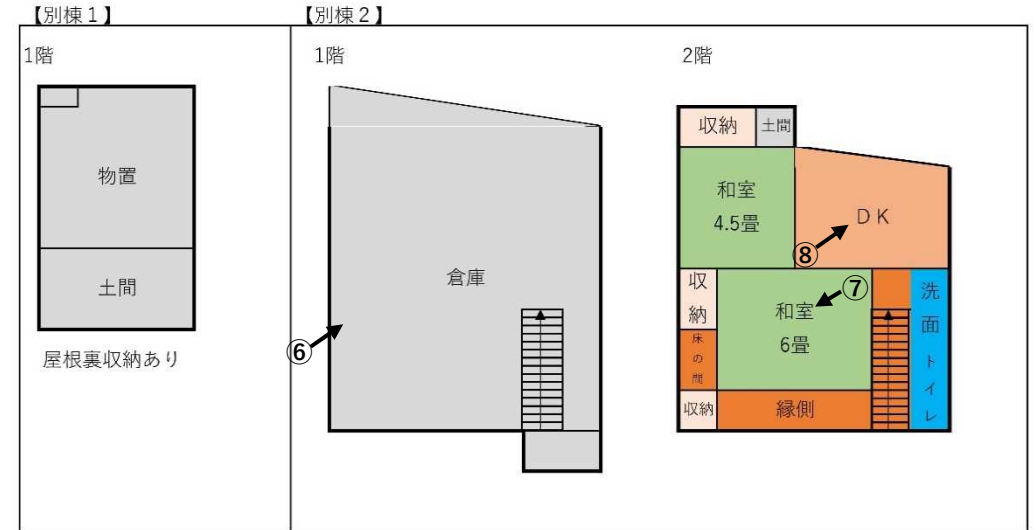 【別棟1】
1階
物置
土間
屋根裏収納あり
【別棟2】
1階
倉庫
⑥
2階
収納
土間
和室
4.5畳
DK
⑧
収納
床の間
収納
和室
6畳
⑦
縁側
洗面トイレ